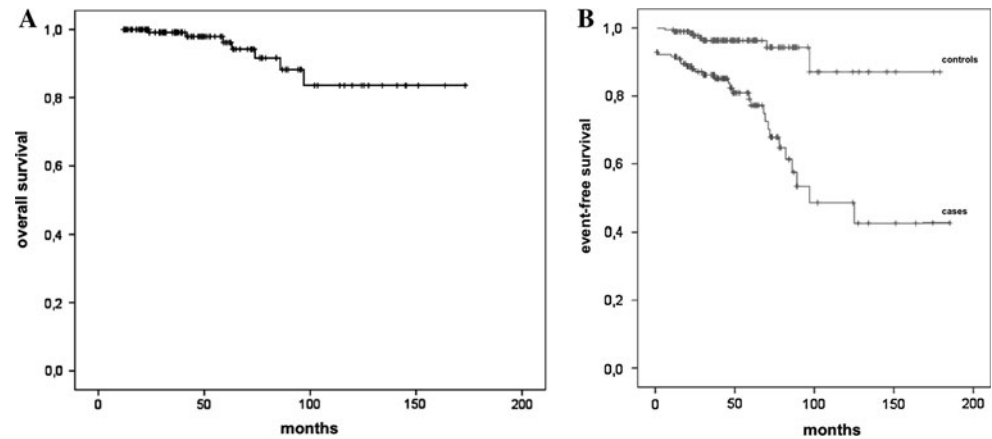 A
overall survival
1,0
0,8
0,6
0,4
0,2
0,0
0 50 100 150 200
months
B
event-free survival
1,0
0,8
0,6
0,4
0,2
0,0
controls
cases
0 50 100 150 200
months